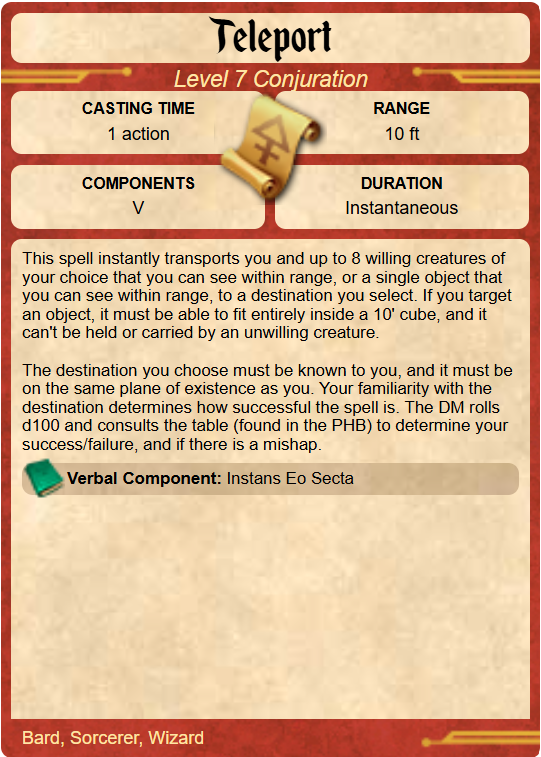 Teleport
Level 7 Conjuration
CASTING TIME
1 action
RANGE
10 ft
COMPONENTS
V
DURATION
Instantaneous
This spell instantly transports you and up to 8 willing creatures of
your choice that you can see within range, or a single object that
you can see within range, to a destination you select. If you target
an object, it must be able to fit entirely inside a 10' cube, and it
can't be held or carried by an unwilling creature.
The destination you choose must be known to you, and it must be
on the same plane of existence as you. Your familiarity with the
destination determines how successful the spell is. The DM rolls
d100 and consults the table (found in the PHB) to determine your
success/failure, and if there is a mishap.
Verbal Component: Instans Eo Secta
Bard, Sorcerer, Wizard